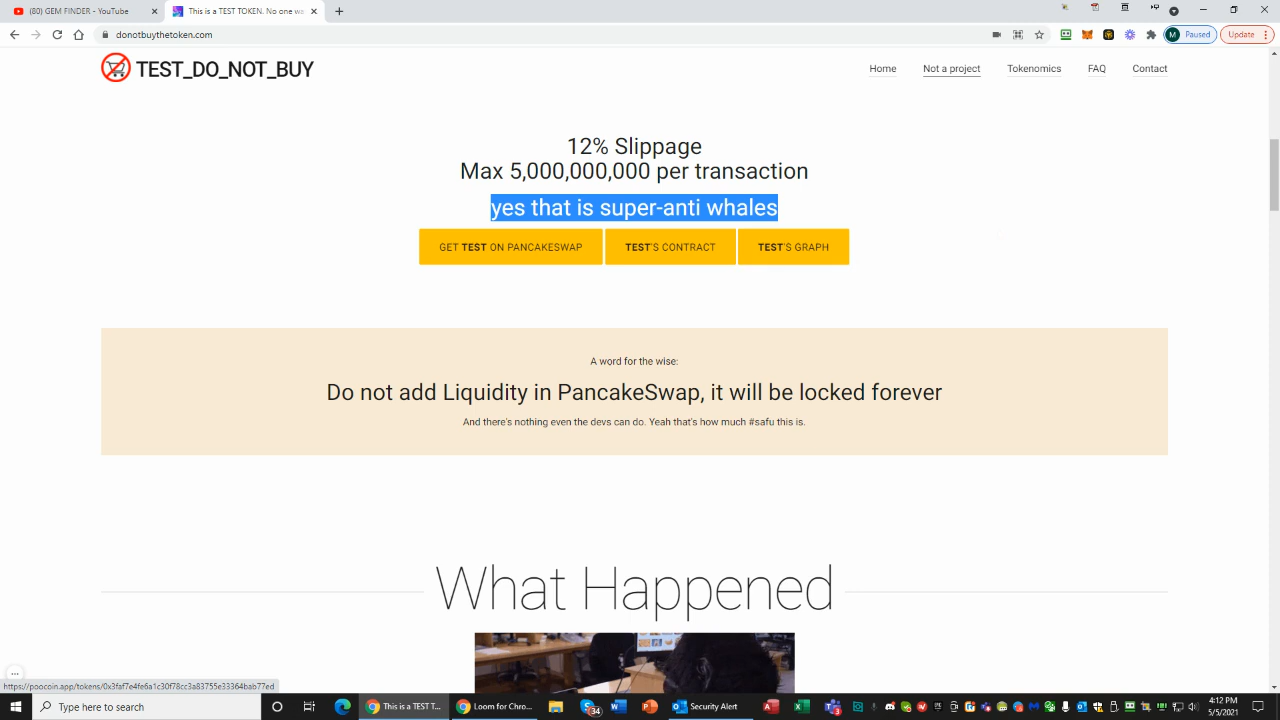 (80) GEM FINDER - YouTube
This is a TEST TOKEN. No one wa
donotbuythetoken.com
M Paused
Update
TEST_DO_NOT_BUY
Home
Not a project
Tokenomics
FAQ
Contact
12% Slippage
Max 5,000,000,000 per transaction
yes that is super-anti whales
GET TEST ON PANCAKESWAP
TEST'S CONTRACT
TEST'S GRAPH
A word for the wise:
Do not add Liquidity in PancakeSwap, it will be locked forever
And there's nothing even the devs can do. Yeah that's how much #safu this is.
What Happened
https://poocoin.app/tokens/0x3faf7e4fe6a1c30f78cc3a83755e33364bab77ed
Type here to search
This is a TEST T...
Loom for Chro...
34
Security Alert
3
4:12 PM
5/5/2021